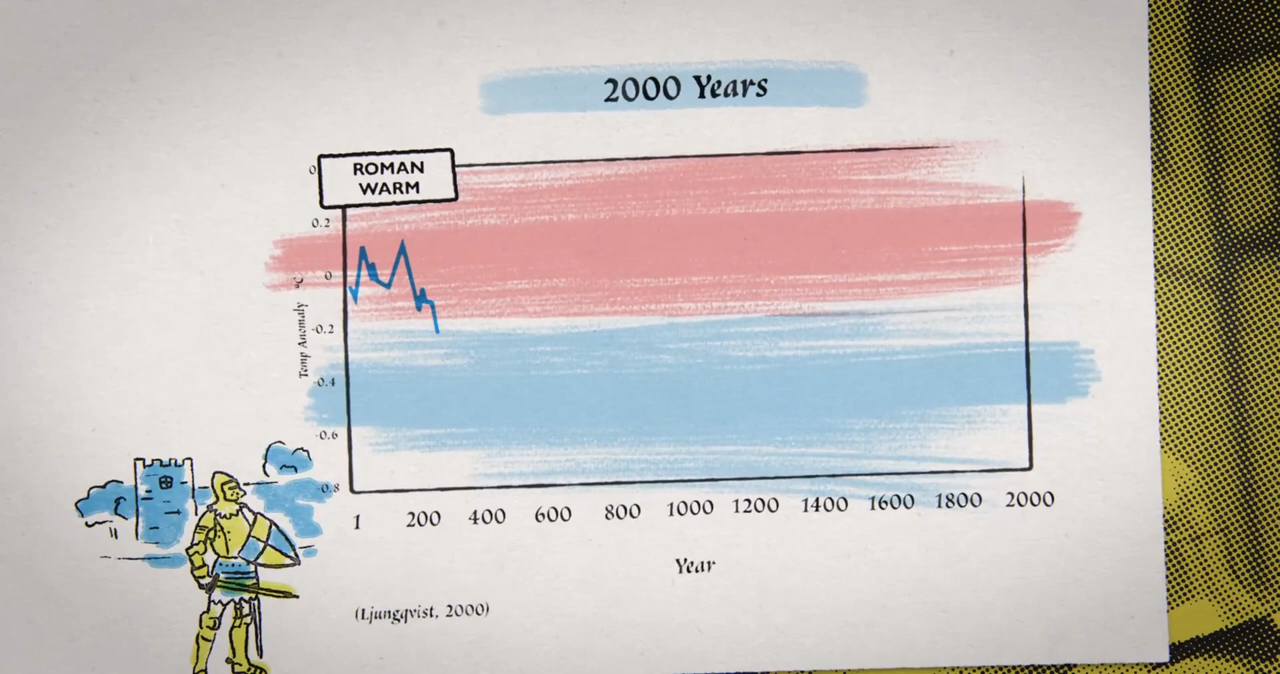 2000 Years
ROMAN
WARM
0
0.2
0
-0.2
-0.4
-0.6
-0.8
Temp Anomaly °C
1 200 400 600 800 1000 1200 1400 1600 1800 2000
Year
(Ljungqvist, 2000)